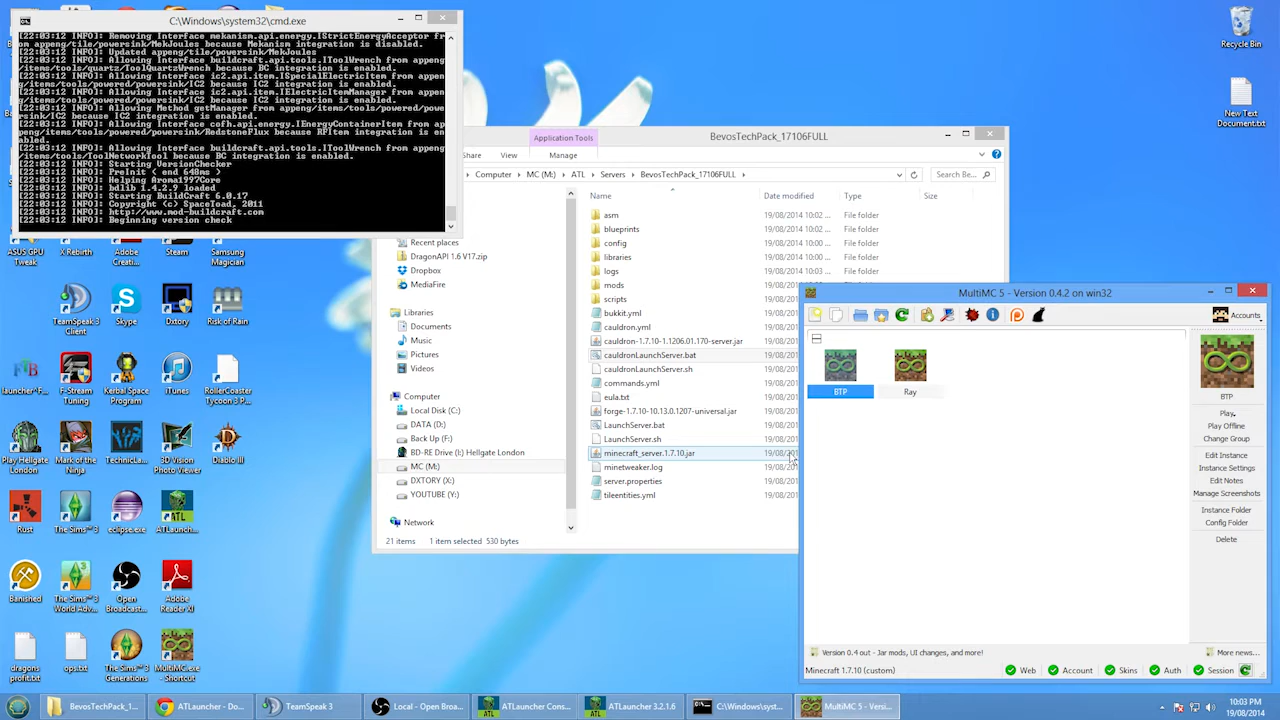 C:\Windows\system32\cmd.exe
[22:03:12 INFO]: Removing Interface mekanism.api.energy.IStrictEnergyAcceptor fr
om appeng/tile/powersink/MekJoules because Mekanism integration is disabled.
[22:03:12 INFO]: Updated appeng/tile/powersink/MekJoules
[22:03:12 INFO]: Allowing Interface buildcraft.api.tools.IToolWrench from appeng
/items/tools/quartz/ToolQuartzWrench because BC integration is enabled.
[22:03:12 INFO]: Allowing Interface ic2.api.item.ISpecialElectricItem from appen
g/items/tools/powered/powersink/IC2 because IC2 integration is enabled.
[22:03:12 INFO]: Allowing Interface ic2.api.item.IElectricItemManager from appen
g/items/tools/powered/powersink/IC2 because IC2 integration is enabled.
[22:03:12 INFO]: Allowing Method getManager from appeng/items/tools/powered/powe
rsink/IC2 because IC2 integration is enabled.
[22:03:12 INFO]: Allowing Interface cofh.api.energy.IEnergyContainerItem from ap
peng/items/tools/powered/powersink/RedstoneFlux because RFItem integration is en
abled.
[22:03:12 INFO]: Allowing Interface buildcraft.api.tools.IToolWrench from appeng
/items/tools/ToolNetworkTool because BC integration is enabled.
[22:03:12 INFO]: Starting VersionChecker
[22:03:12 INFO]: PreInit ( end 648ms )
[22:03:12 INFO]: Helping Aroma1997Core
[22:03:12 INFO]: bdlib 1.4.2.9 loaded
[22:03:12 INFO]: Starting BuildCraft 6.0.17
[22:03:12 INFO]: Copyright (c) SpaceToad, 2011
[22:03:12 INFO]: http://www.mod-buildcraft.com
[22:03:12 INFO]: Beginning version check
Recycle Bin
New Text
Document.txt
Application Tools
BevosTechPack_17106FULL
Share
View
Manage
Computer
MC (M:)
ATL
Servers
BevosTechPack_17106FULL
Search Be...
Name
Date modified
Type
Size
asm
19/08/2014 10:02 ...
File folder
blueprints
19/08/2014 10:02 ...
File folder
config
19/08/2014 10:00 ...
File folder
libraries
19/08/2014 10:00 ...
File folder
logs
19/08/2014 10:03 ...
File folder
mods
scripts
bukkit.yml
cauldron.yml
cauldron-1.7.10-1.1206.01.170-server.jar
cauldronLaunchServer.bat
cauldronLaunchServer.sh
commands.yml
eula.txt
forge-1.7.10-10.13.0.1207-universal.jar
LaunchServer.bat
LaunchServer.sh
minecraft_server.1.7.10.jar
minetweaker.log
server.properties
tileentities.yml
Recent places
DragonAPI 1.6 V17.zip
Dropbox
MediaFire
Libraries
Documents
Music
Pictures
Videos
Computer
Local Disk (C:)
DATA (D:)
Back Up (F:)
BD-RE Drive (I:) Hellgate London
MC (M:)
DXTORY (X:)
YOUTUBE (Y:)
Network
21 items
1 item selected 530 bytes
MultiMC 5 - Version 0.4.2 on win32
Accounts
BTP
Ray
BTP
Play
Play Offline
Change Group
Edit Instance
Instance Settings
Edit Notes
Manage Screenshots
Instance Folder
Config Folder
Delete
Version 0.4 out - Jar mods, UI changes, and more!
More news...
Minecraft 1.7.10 (custom)
Web
Account
Skins
Auth
Session
ASUS GPU
Tweak
X Rebirth
Adobe
Creati...
Steam
Samsung
Magician
TeamSpeak 3
Client
Skype
Dxtory
Risk of Rain
launcher^F...
F-Stream
Tuning
Kerbal Space
Program
iTunes
RollerCoaster
Tycoon 3 P...
Play Hellgate
London
Mark of the
Ninja
TechnicLau...
3D Vision
Photo Viewer
Diablo III
Rust
The Sims™ 3
eclipse.exe
ATLaunch...
Banished
The Sims™ 3
World Adv...
Open
Broadcast...
Adobe
Reader XI
dragons
profit.txt
ops.txt
The Sims™ 3
Generations
MultiMC.exe
- Shortcut
BevosTechPack_1...
ATLauncher - Do...
TeamSpeak 3
Local - Open Broa...
ATLauncher Cons...
ATLauncher 3.2.1.6
C:\Windows\syste...
MultiMC 5 - Versi...
10:03 PM
19/08/2014